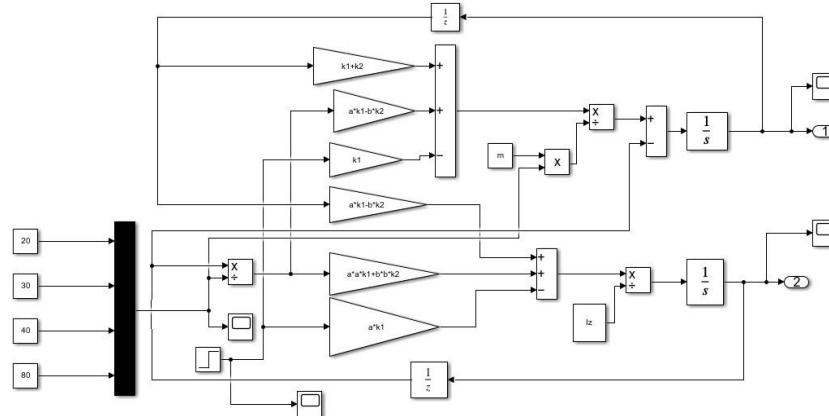 1
z
k1+k2
+
a*k1-b*k2
+
k1
−
X
÷
m
X
+
−
1
s
1
a*k1-b*k2
20
30
40
80
X
÷
a*a*k1+b*b*k2
a*k1
+
+
−
X
÷
Iz
1
s
2
1
z